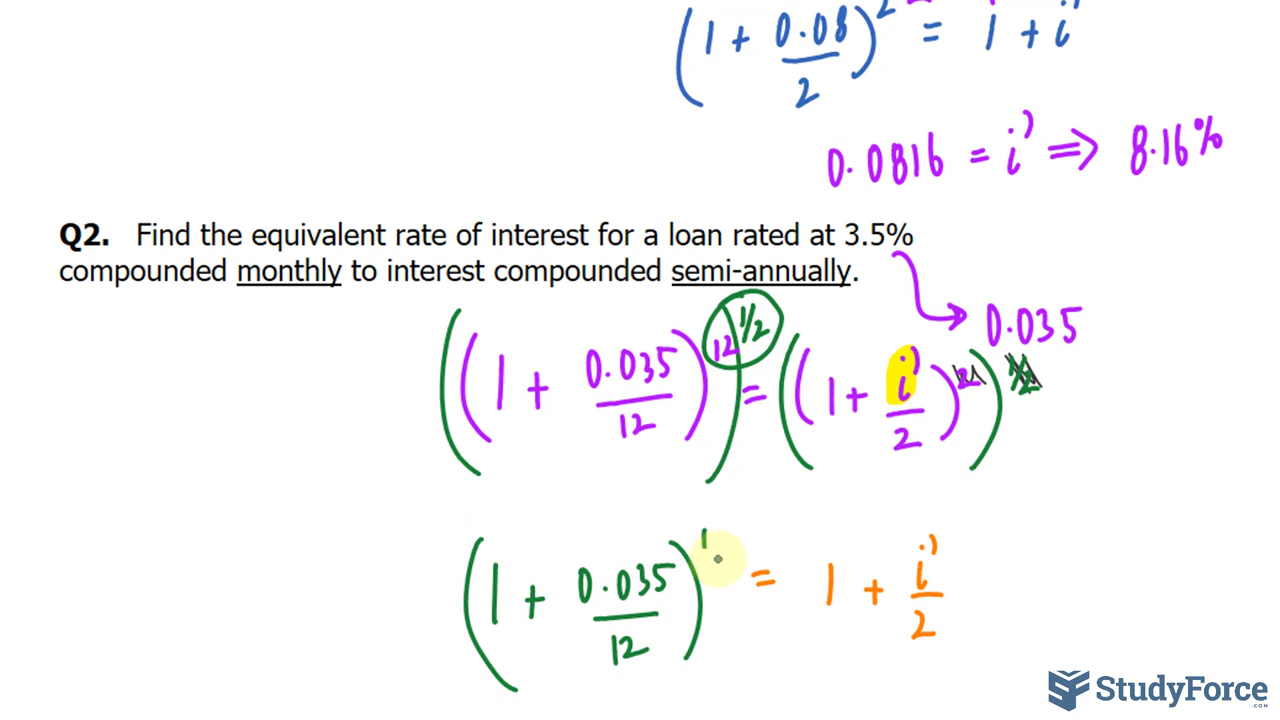 (1 + 0.08/2)² = 1 + i'
0.0816 = i' ⟹ 8.16%
Q2. Find the equivalent rate of interest for a loan rated at 3.5%
compounded monthly to interest compounded semi-annually.
0.035
((1 + 0.035/12)^12)^1/2 = ((1 + i'/2)^2)^1/2
(1 + 0.035/12)^1 = 1 + i'/2
StudyForce.com